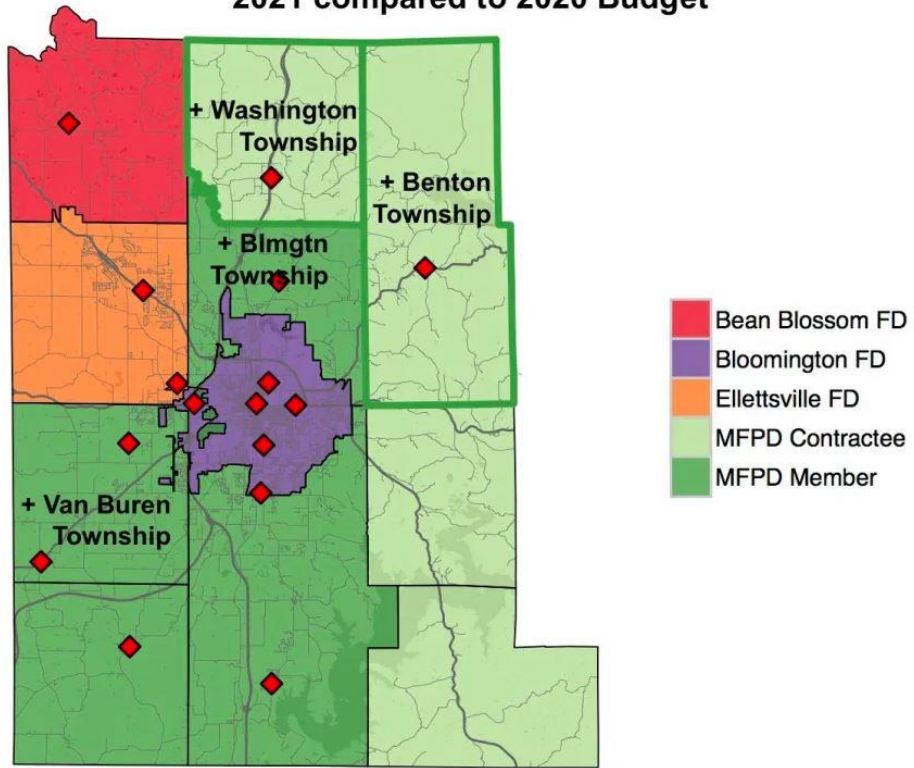 2021 compared to 2020 Budget
+ Washington
Township
+ Benton
Township
+ Blmgtn
Township
+ Van Buren
Township
Bean Blossom FD
Bloomington FD
Ellettsville FD
MFPD Contractee
MFPD Member